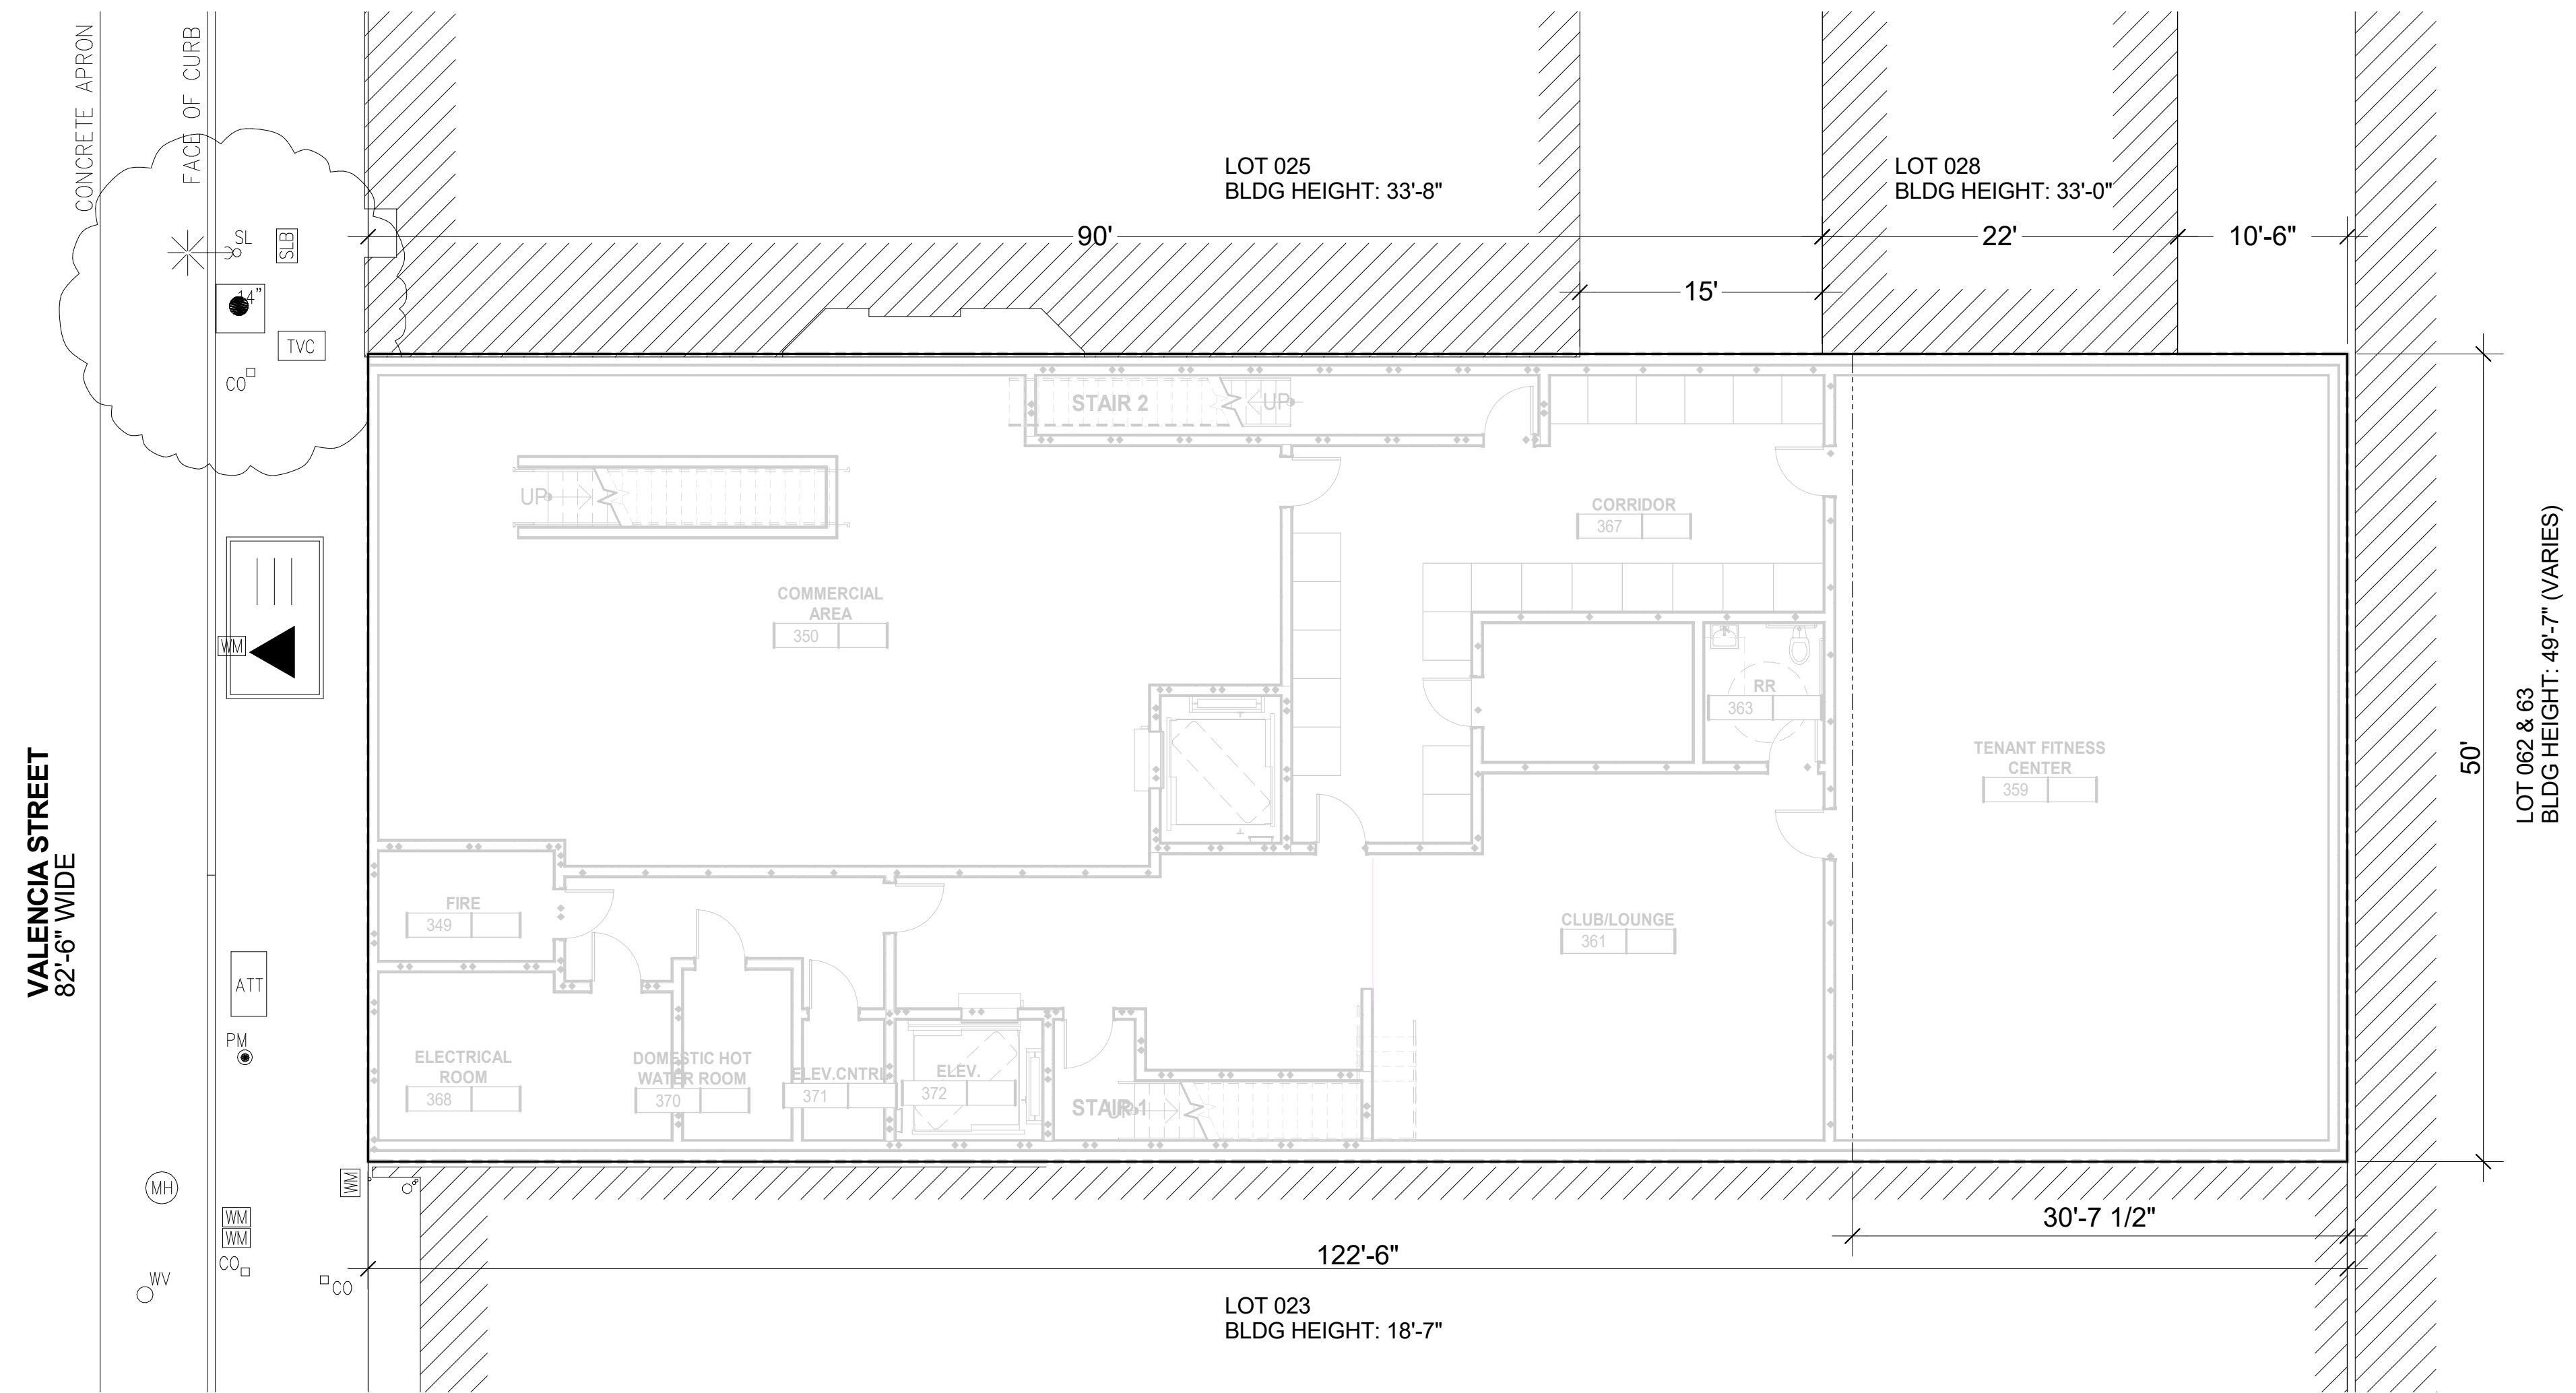 CONCRETE APRON
FACE OF CURB
LOT 025
BLDG HEIGHT: 33'-8"
LOT 028
BLDG HEIGHT: 33'-0"
90'
22'
10'-6"
15'
SL
SLB
14"
TVC
CO
STAIR 2
UP
UP
CORRIDOR
367
COMMERCIAL
AREA
350
WM
RR
363
TENANT FITNESS
CENTER
359
50'
LOT 062 & 63
BLDG HEIGHT: 49'-7" (VARIES)
VALENCIA STREET
82'-6" WIDE
FIRE
349
CLUB/LOUNGE
361
ATT
PM
ELECTRICAL
ROOM
368
DOMESTIC HOT
WATER ROOM
370
ELEV.CNTRL
371
ELEV.
372
STAIR 1
UP
MH
WM
WM
WM
CO
WV
CO
30'-7 1/2"
122'-6"
LOT 023
BLDG HEIGHT: 18'-7"